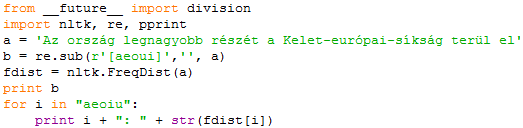 from __future__ import division
import nltk, re, pprint
a = 'Az ország legnagyobb részét a Kelet-európai-síkság terül el'
b = re.sub(r'[aeoui]','', a)
fdist = nltk.FreqDist(a)
print b
for i in "aeoiu":
    print i + ": " + str(fdist[i])